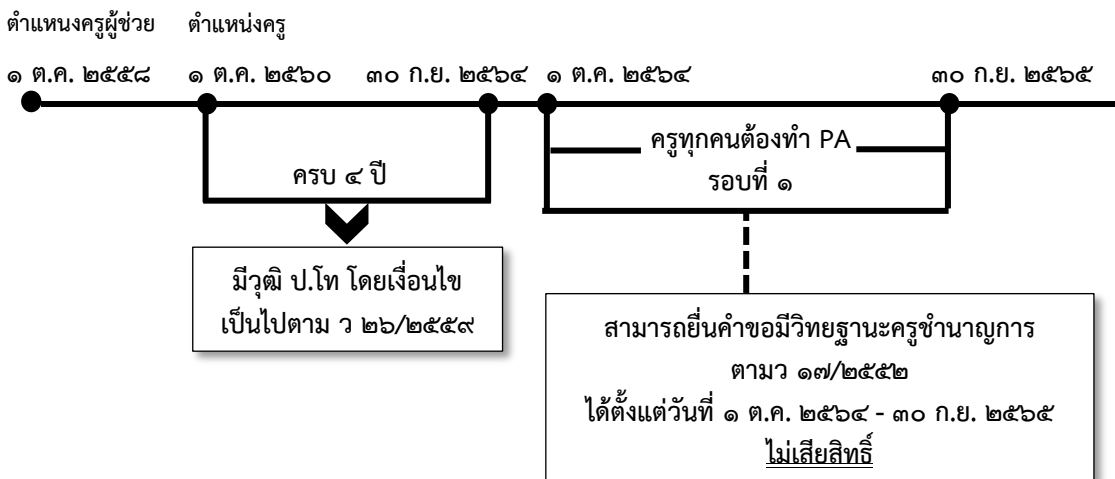 ตำแหนงครูผู้ช่วย ตำแหน่งครู
๑ ต.ค. ๒๕๕๘ ๑ ต.ค. ๒๕๖๐ ๓๐ ก.ย. ๒๕๖๔ ๑ ต.ค. ๒๕๖๔ ๓๐ ก.ย. ๒๕๖๕
ครบ ๔ ปี
ครูทุกคนต้องทำ PA
รอบที่ ๑
มีวุฒิ ป.โท โดยเงื่อนไข
เป็นไปตาม ว ๒๖/๒๕๕๙
สามารถยื่นคำขอมีวิทยฐานะครูชำนาญการ
ตามว ๑๗/๒๕๕๒
ได้ตั้งแต่วันที่ ๑ ต.ค. ๒๕๖๔ - ๓๐ ก.ย. ๒๕๖๕
ไม่เสียสิทธิ์